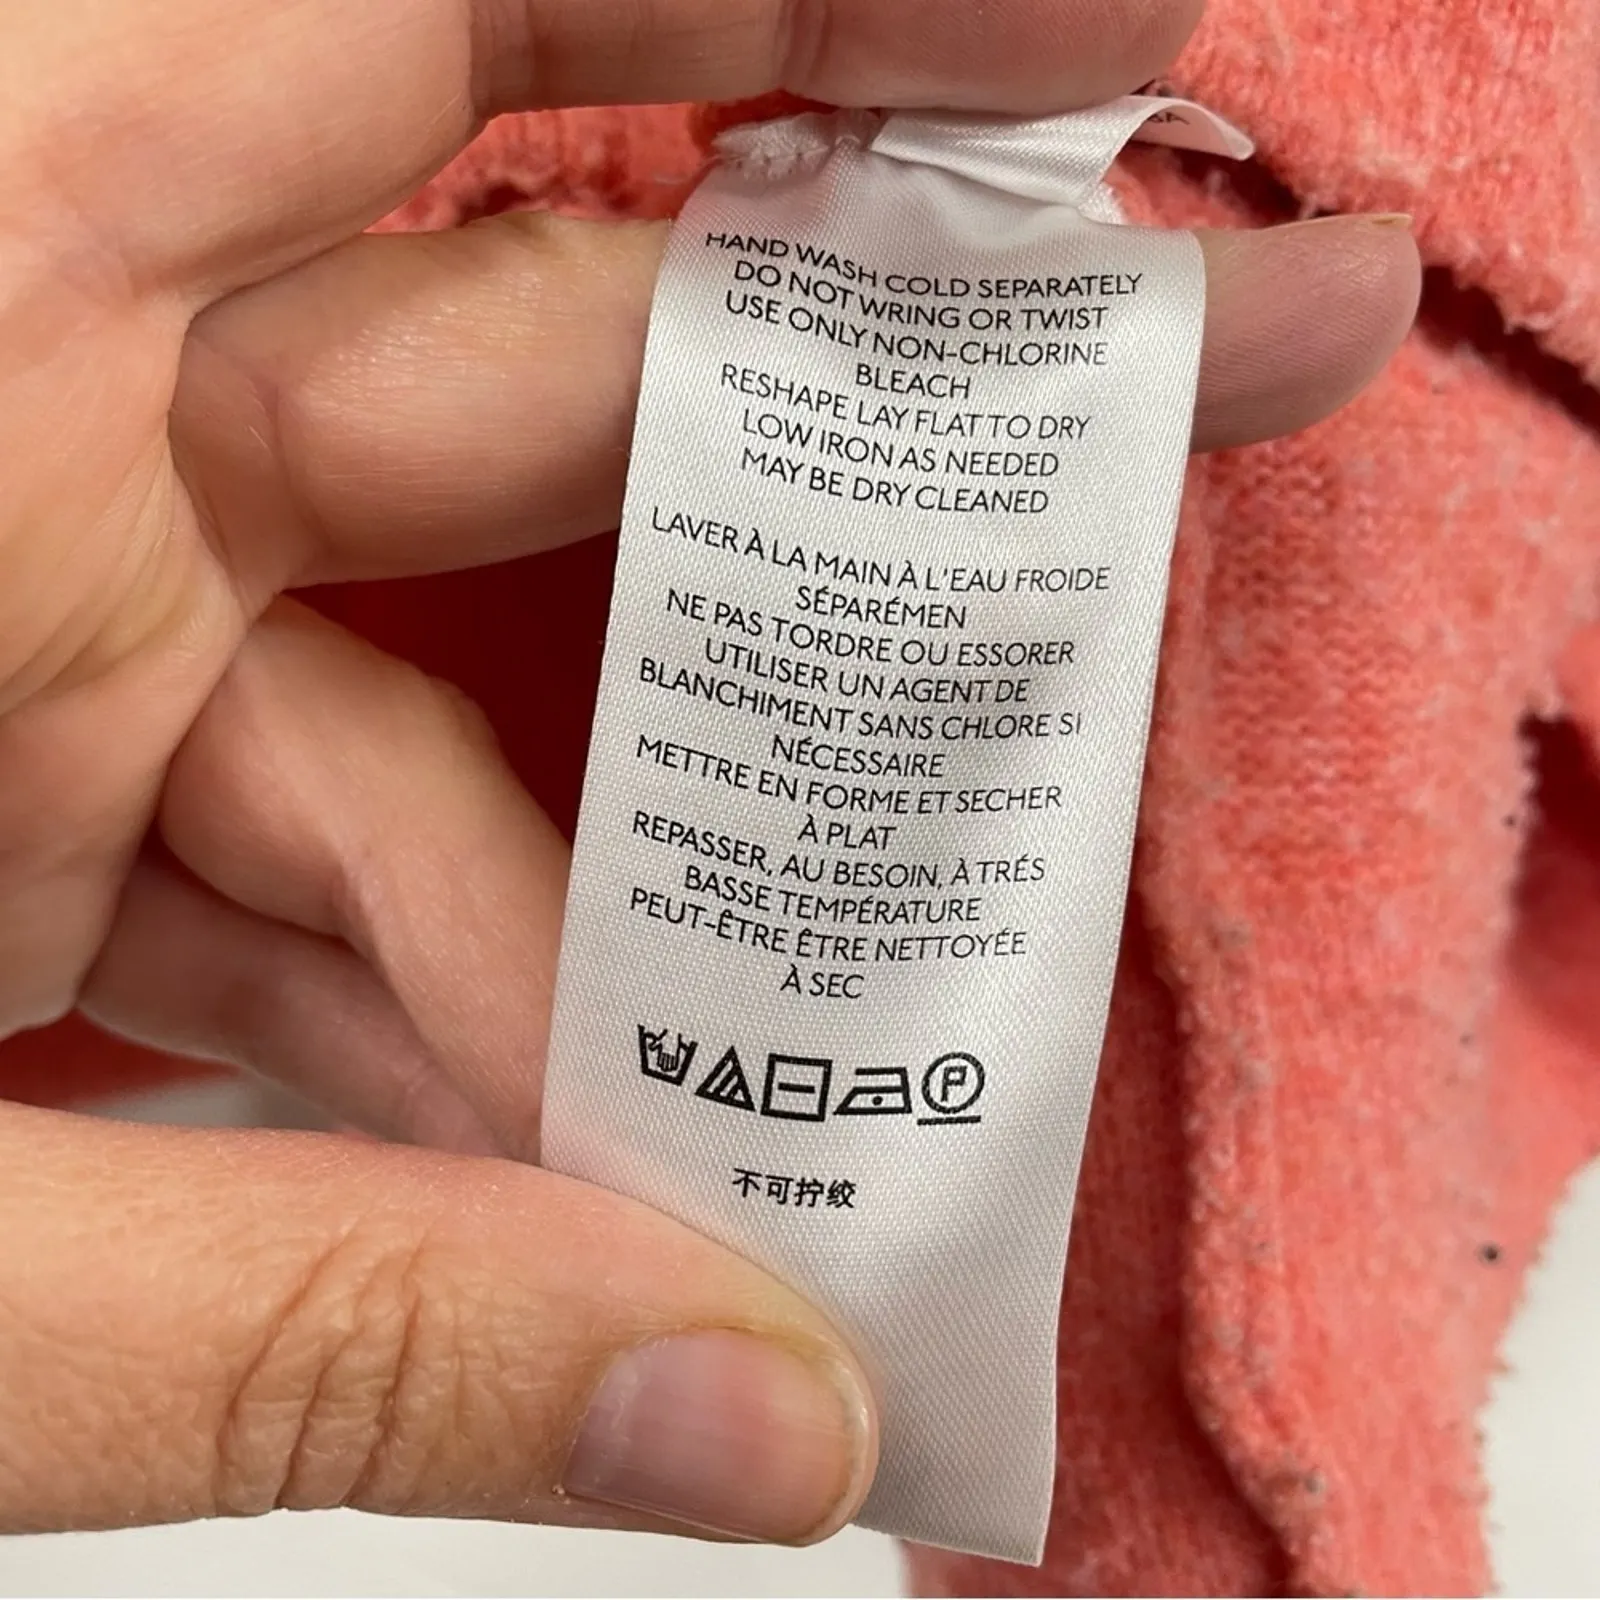 HAND WASH COLD SEPARATELY
DO NOT WRING OR TWIST
USE ONLY NON-CHLORINE
BLEACH
RESHAPE LAY FLAT TO DRY
LOW IRON AS NEEDED
MAY BE DRY CLEANED
LAVER À LA MAIN À L'EAU FROIDE
SÉPARÉMEN
NE PAS TORDRE OU ESSORER
UTILISER UN AGENT DE
BLANCHIMENT SANS CHLORE SI
NÉCESSAIRE
METTRE EN FORME ET SECHER
À PLAT
REPASSER, AU BESOIN, À TRÉS
BASSE TEMPÉRATURE
PEUT-ÊTRE ÊTRE NETTOYÉE
À SEC
P
不可拧绞